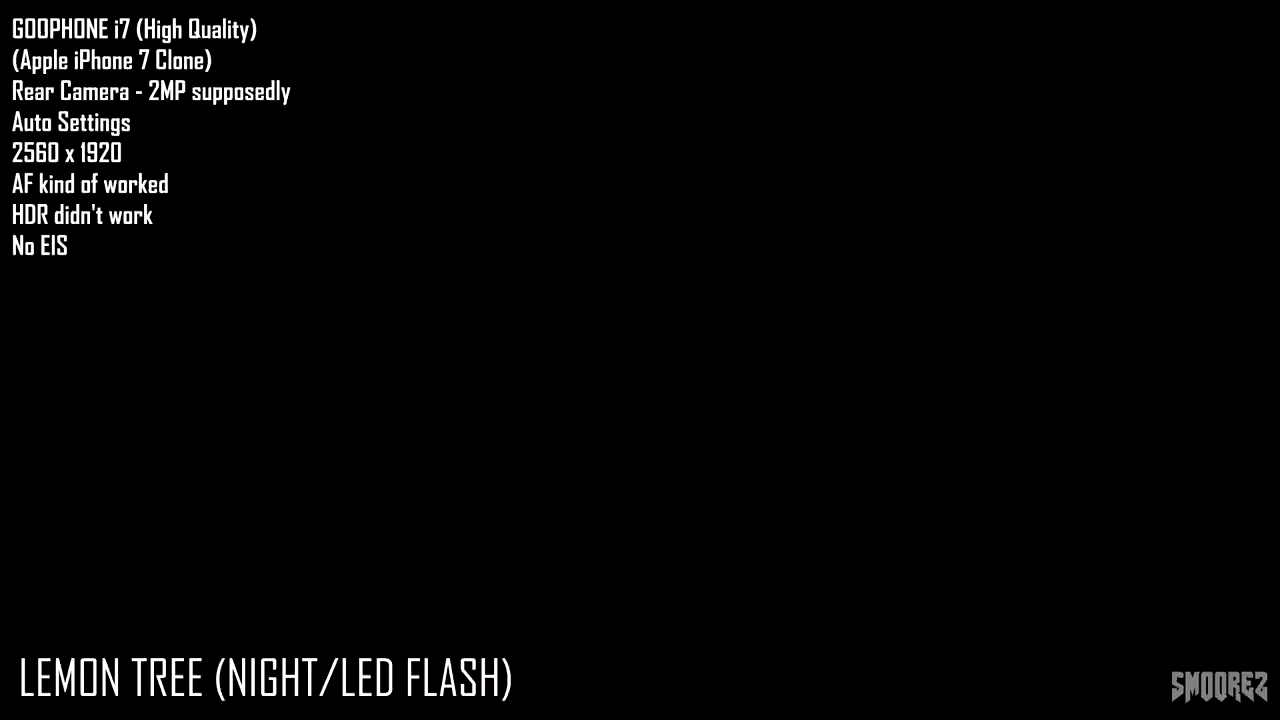 GOOPHONE i7 (High Quality)
(Apple iPhone 7 Clone)
Rear Camera - 2MP supposedly
Auto Settings
2560 x 1920
AF kind of worked
HDR didn't work
No EIS
LEMON TREE (NIGHT/LED FLASH)
SMOOREZ